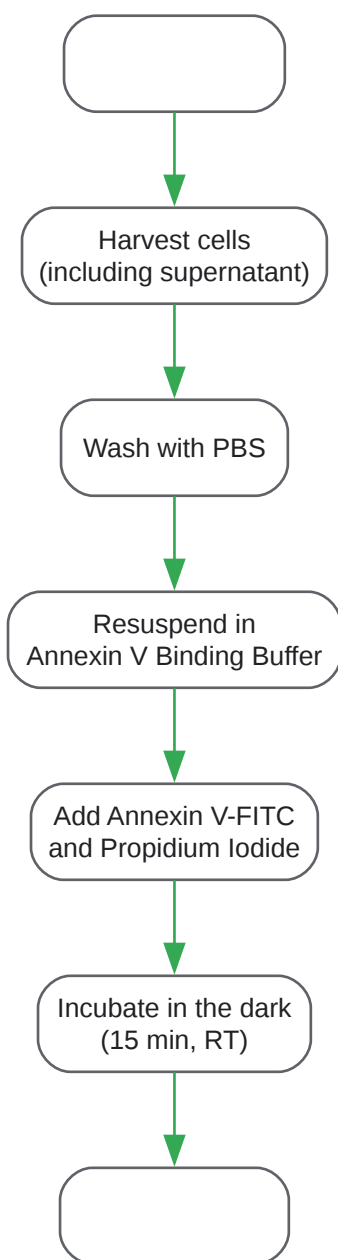 Harvest cells
(including supernatant)
Wash with PBS
Resuspend in
Annexin V Binding Buffer
Add Annexin V-FITC
and Propidium Iodide
Incubate in the dark
(15 min, RT)